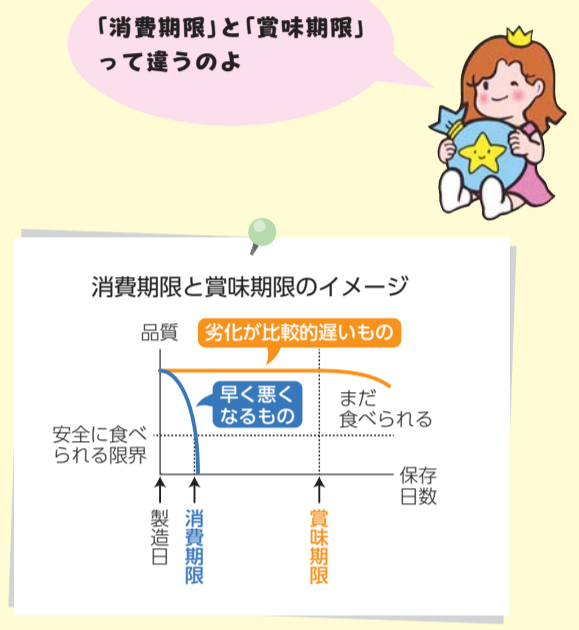 「消費期限」と「賞味期限」
って違うのよ
消費期限と賞味期限のイメージ
品質
劣化が比較的遅いもの
早く悪く
なるもの
まだ
食べられる
安全に食べ
られる限界
保存
日数
製造日
消費期限
賞味期限